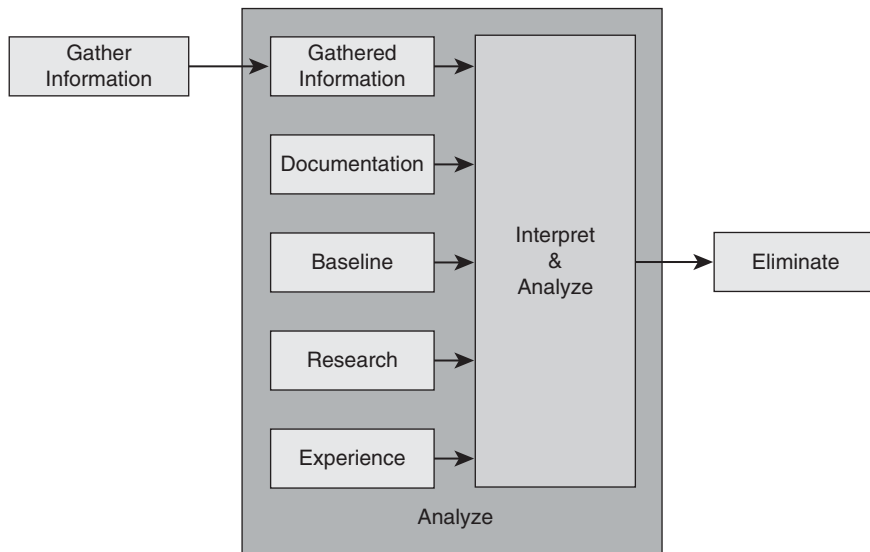 Gather
Information
Gathered
Information
Documentation
Baseline
Research
Experience
Interpret
&
Analyze
Eliminate
Analyze